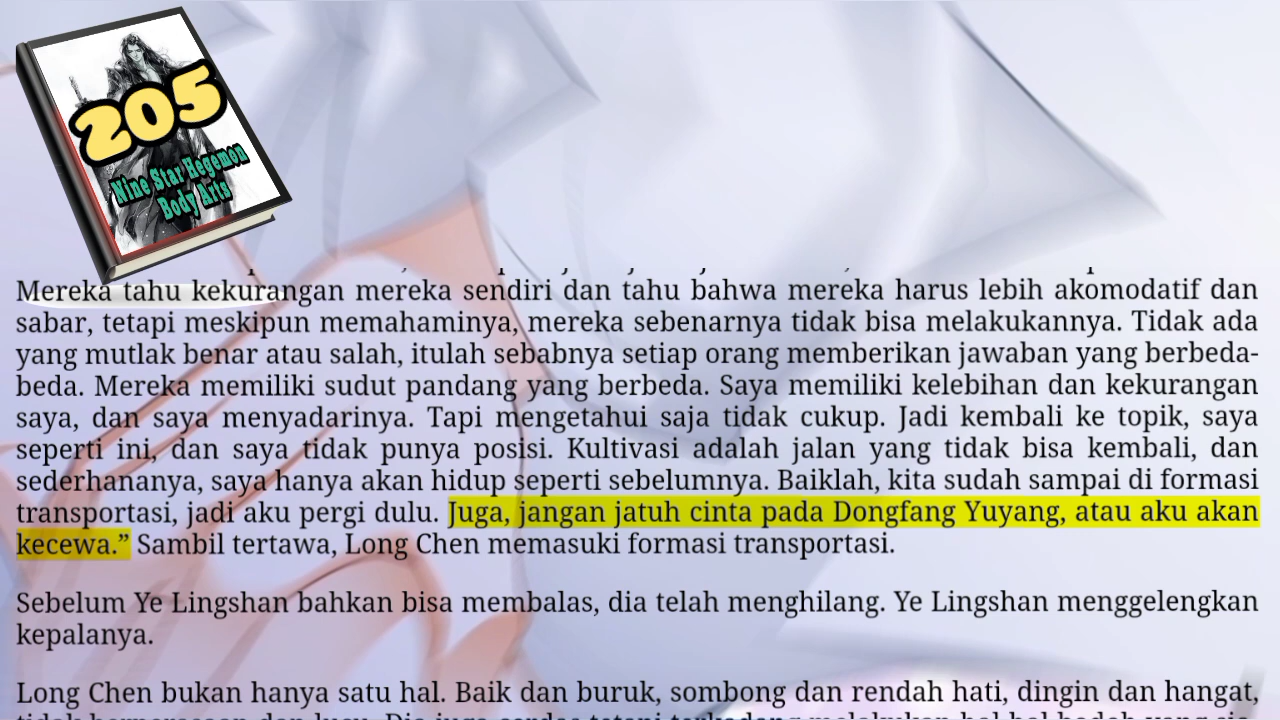 205
Nine Star Hegemon
Body Arts
Mereka tahu kekurangan mereka sendiri dan tahu bahwa mereka harus lebih akomodatif dan
sabar, tetapi meskipun memahaminya, mereka sebenarnya tidak bisa melakukannya. Tidak ada
yang mutlak benar atau salah, itulah sebabnya setiap orang memberikan jawaban yang berbeda-
beda. Mereka memiliki sudut pandang yang berbeda. Saya memiliki kelebihan dan kekurangan
saya, dan saya menyadarinya. Tapi mengetahui saja tidak cukup. Jadi kembali ke topik, saya
seperti ini, dan saya tidak punya posisi. Kultivasi adalah jalan yang tidak bisa kembali, dan
sederhananya, saya hanya akan hidup seperti sebelumnya. Baiklah, kita sudah sampai di formasi
transportasi, jadi aku pergi dulu. Juga, jangan jatuh cinta pada Dongfang Yuyang, atau aku akan
kecewa.” Sambil tertawa, Long Chen memasuki formasi transportasi.
Sebelum Ye Lingshan bahkan bisa membalas, dia telah menghilang. Ye Lingshan menggelengkan
kepalanya.
Long Chen bukan hanya satu hal. Baik dan buruk, sombong dan rendah hati, dingin dan hangat,